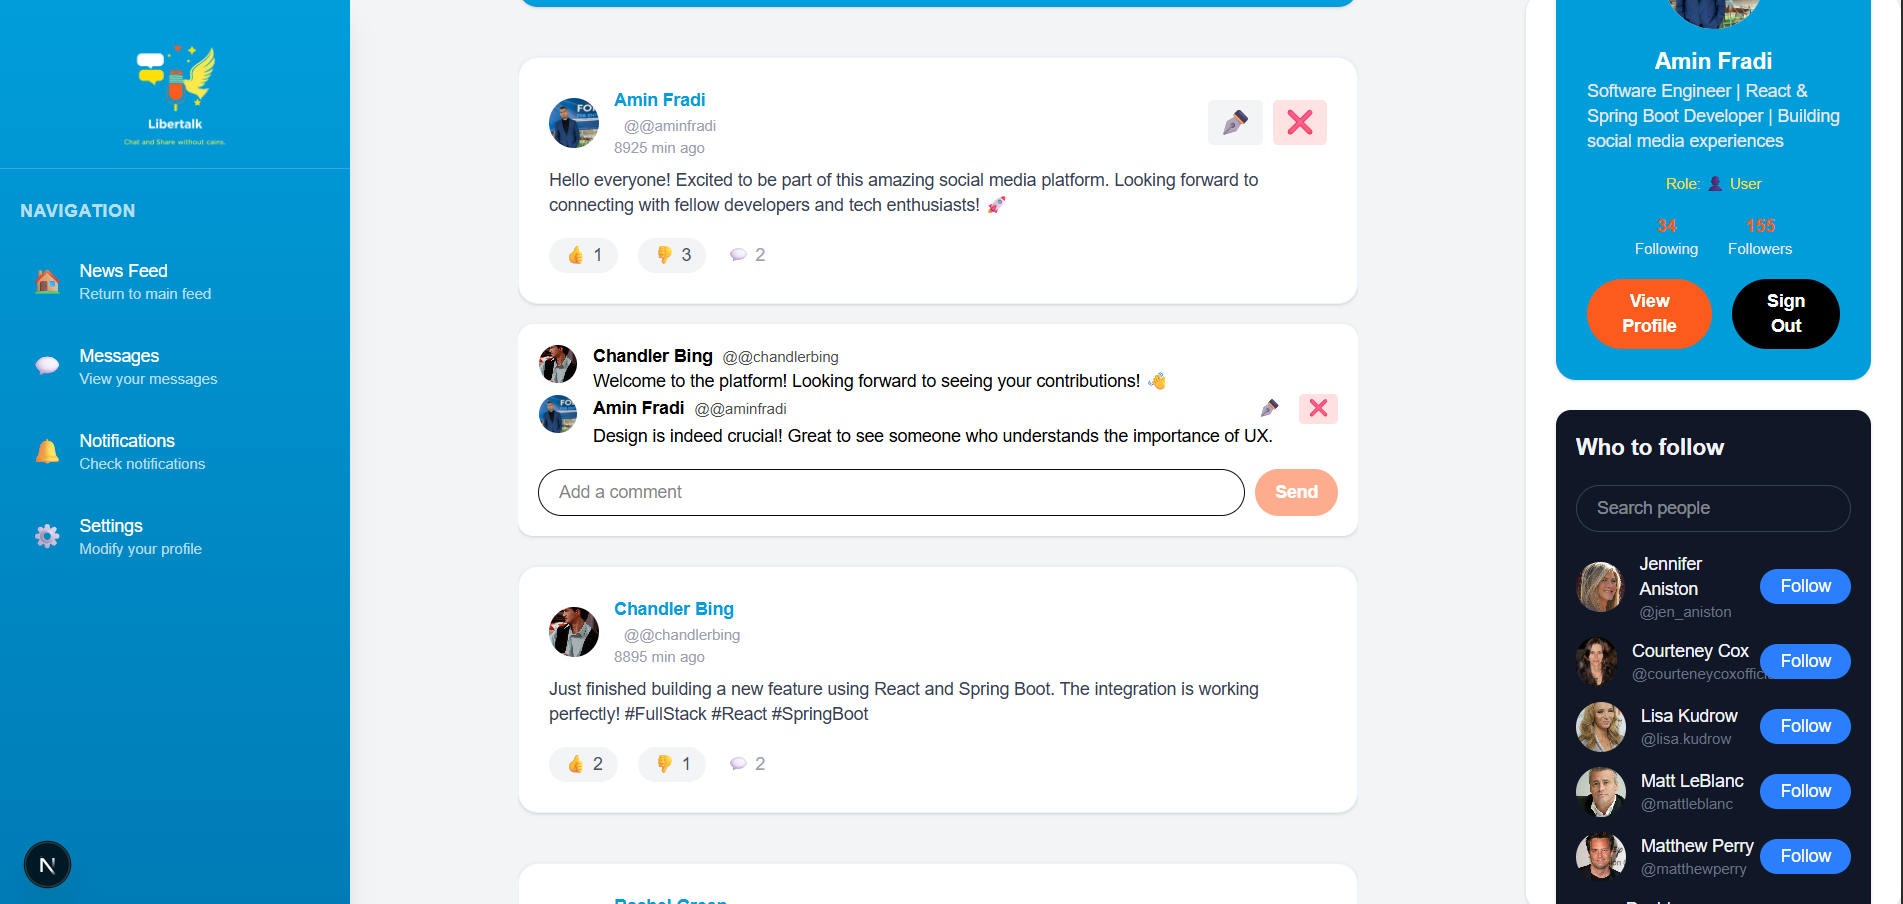 Libertalk
Chat and Share without cains.
NAVIGATION
News Feed
Return to main feed
Messages
View your messages
Notifications
Check notifications
Settings
Modify your profile
N
Amin Fradi
@@aminfradi
8925 min ago
Hello everyone! Excited to be part of this amazing social media platform. Looking forward to
connecting with fellow developers and tech enthusiasts! 🚀
👍 1 👎 3 💬 2
Chandler Bing @@chandlerbing
Welcome to the platform! Looking forward to seeing your contributions! 👋
Amin Fradi @@aminfradi
Design is indeed crucial! Great to see someone who understands the importance of UX.
Add a comment
Send
Chandler Bing
@@chandlerbing
8895 min ago
Just finished building a new feature using React and Spring Boot. The integration is working
perfectly! #FullStack #React #SpringBoot
👍 2 👎 1 💬 2
Rachel Green
Amin Fradi
Software Engineer | React &
Spring Boot Developer | Building
social media experiences
Role: 👤 User
34 155
Following Followers
View
Profile
Sign
Out
Who to follow
Search people
Jennifer
Aniston
@jen_aniston
Follow
Courteney Cox
@courteneycoxoffic
Follow
Lisa Kudrow
@lisa.kudrow
Follow
Matt LeBlanc
@mattleblanc
Follow
Matthew Perry
@matthewperry
Follow